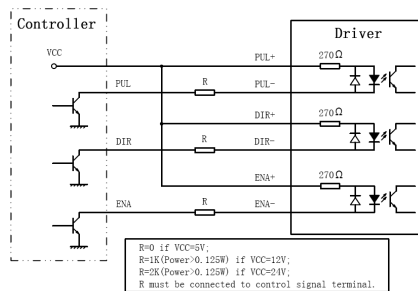 Controller
Driver
VCC
PUL+
270Ω
PUL
R
PUL-
DIR+
270Ω
DIR
R
DIR-
ENA+
270Ω
ENA
R
ENA-
R=0 if VCC=5V;
R=1K(Power>0.125W) if VCC=12V;
R=2K(Power>0.125W) if VCC=24V;
R must be connected to control signal terminal.